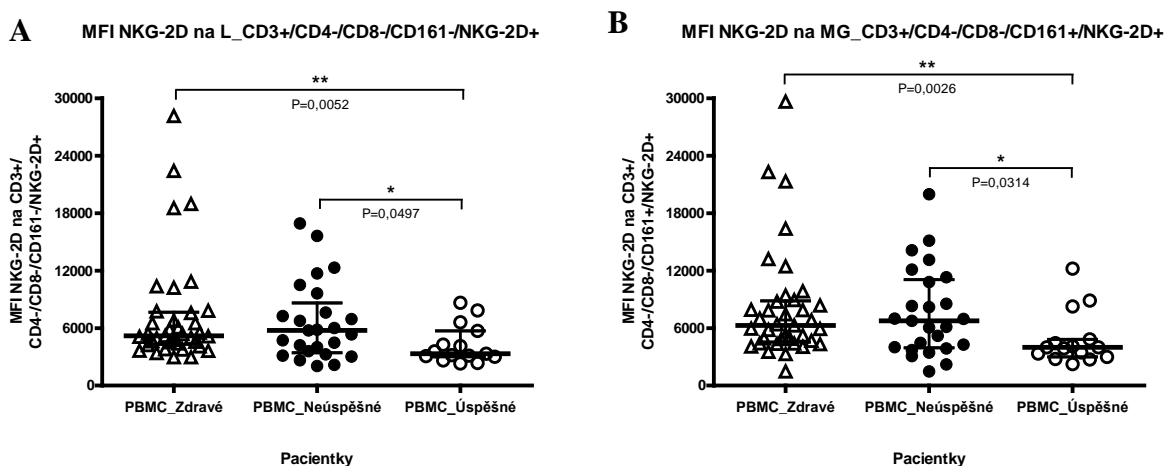 A
MFI NKG-2D na L_CD3+/CD4-/CD8-/CD161-/NKG-2D+
**
P=0,0052
*
P=0,0497
MFI NKG-2D na CD3+/
CD4-/CD8-/CD161-/NKG-2D+
30000
24000
18000
12000
6000
0
PBMC_Zdravé
PBMC_Neúspěšné
PBMC_Úspěšné
Pacientky
B
MFI NKG-2D na MG_CD3+/CD4-/CD8-/CD161+/NKG-2D+
**
P=0,0026
*
P=0,0314
MFI NKG-2D na CD3+/
CD4-/CD8-/CD161+/NKG-2D+
30000
24000
18000
12000
6000
0
PBMC_Zdravé
PBMC_Neúspěšné
PBMC_Úspěšné
Pacientky